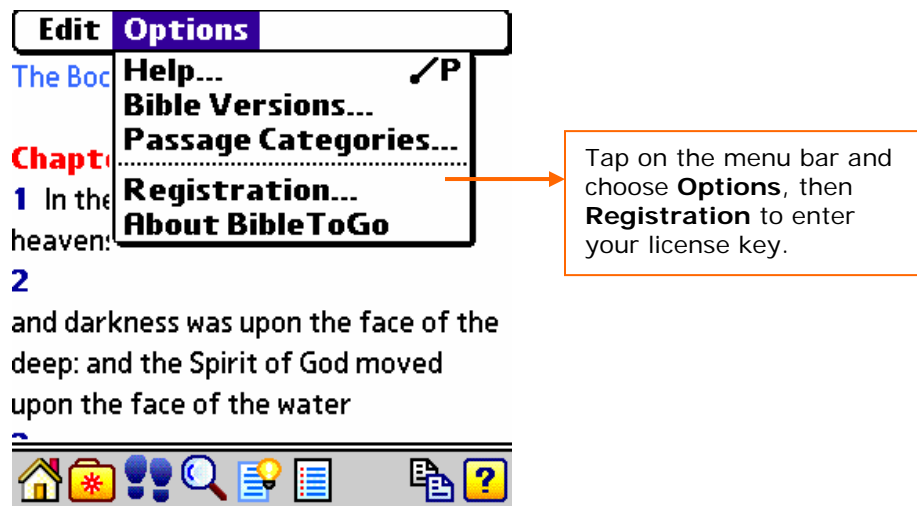 Edit Options
The Boc
Help... /P
Bible Versions...
Passage Categories...
Chapt
Registration...
1 In the
About BibleToGo
heaven
2
and darkness was upon the face of the
deep: and the Spirit of God moved
upon the face of the water
?
Tap on the menu bar and
choose Options, then
Registration to enter
your license key.